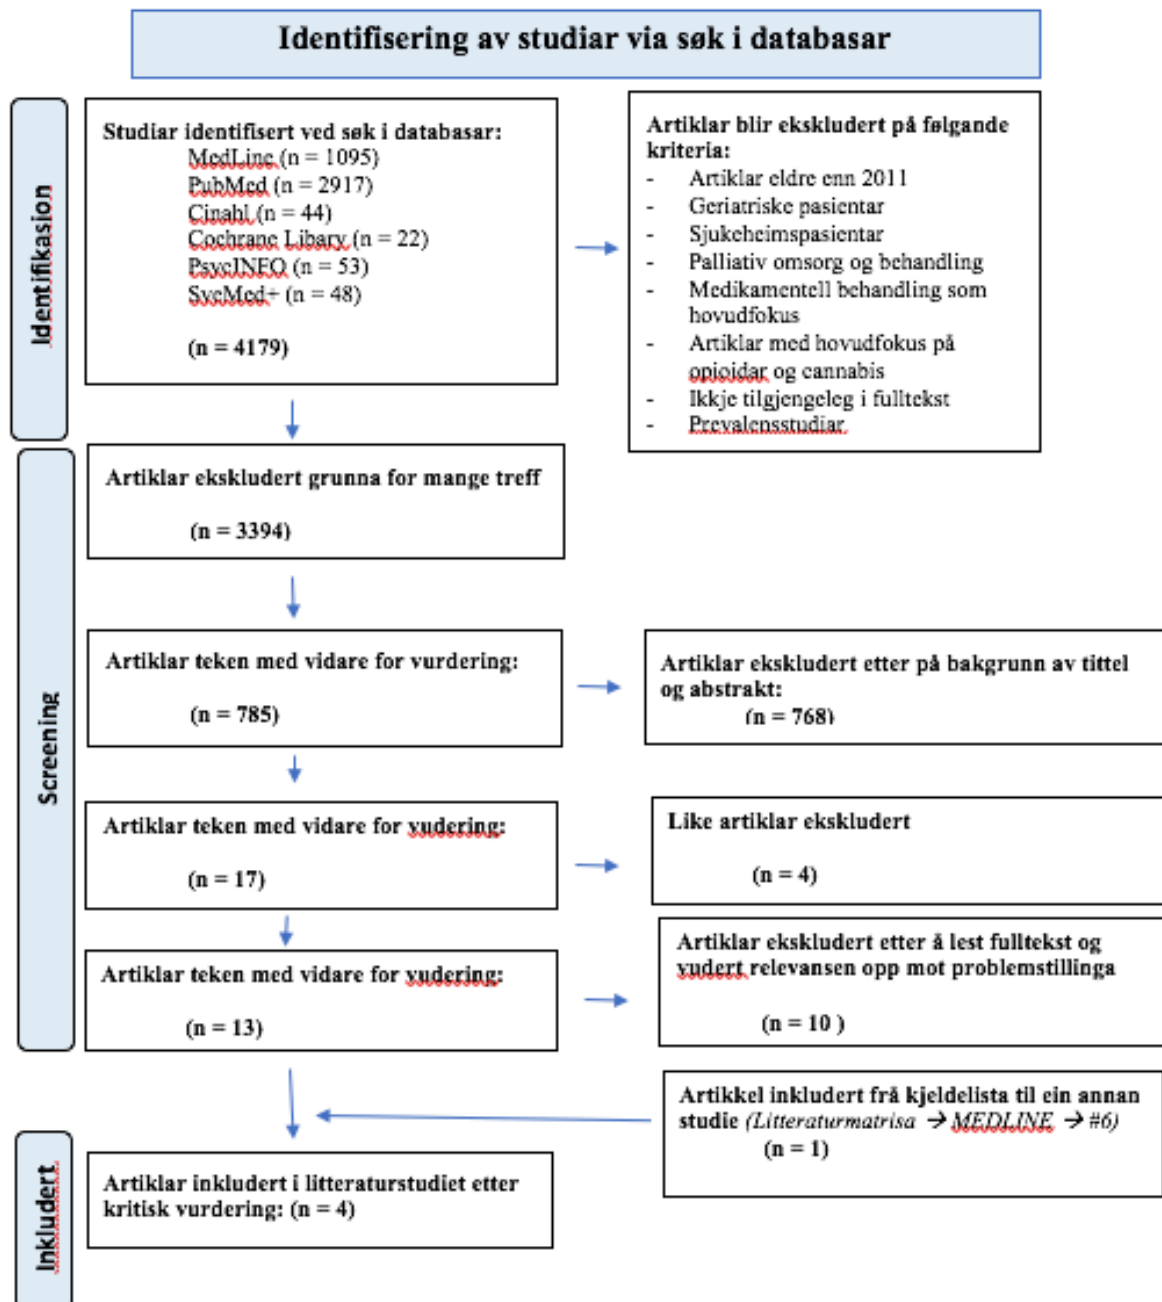 Identifisering av studiar via søk i databasar
Identifikasion
Studiar identifisert ved søk i databasar:
MedLine (n = 1095)
PubMed (n = 2917)
Cinahl (n = 44)
Cochrane Libary (n = 22)
PsycINFO (n = 53)
SveMed+ (n = 48)
(n = 4179)
Artiklar blir ekskludert på følgande
kriteria:
- Artiklar eldre enn 2011
- Geriatriske pasientar
- Sjukeheimspasientar
- Palliativ omsorg og behandling
- Medikamentell behandling som
hovudfokus
- Artiklar med hovudfokus på
opioidar og cannabis
- Ikkje tilgjengeleg i fulltekst
- Prevalensstudiar
Screening
Artiklar ekskludert grunna for mange treff
(n = 3394)
Artiklar teken med vidare for vurdering:
(n = 785)
Artiklar ekskludert etter på bakgrunn av tittel
og abstrakt:
(n = 768)
Artiklar teken med vidare for vudering:
(n = 17)
Like artiklar ekskludert
(n = 4)
Artiklar teken med vidare for vudering:
(n = 13)
Artiklar ekskludert etter å lest fulltekst og
vudert relevansen opp mot problemstillinga
(n = 10 )
Artikkel inkludert frå kjeldelista til ein annan
studie (Litteraturmatrisa → MEDLINE → #6)
(n = 1)
Inkludert
Artiklar inkludert i litteraturstudiet etter
kritisk vurdering: (n = 4)